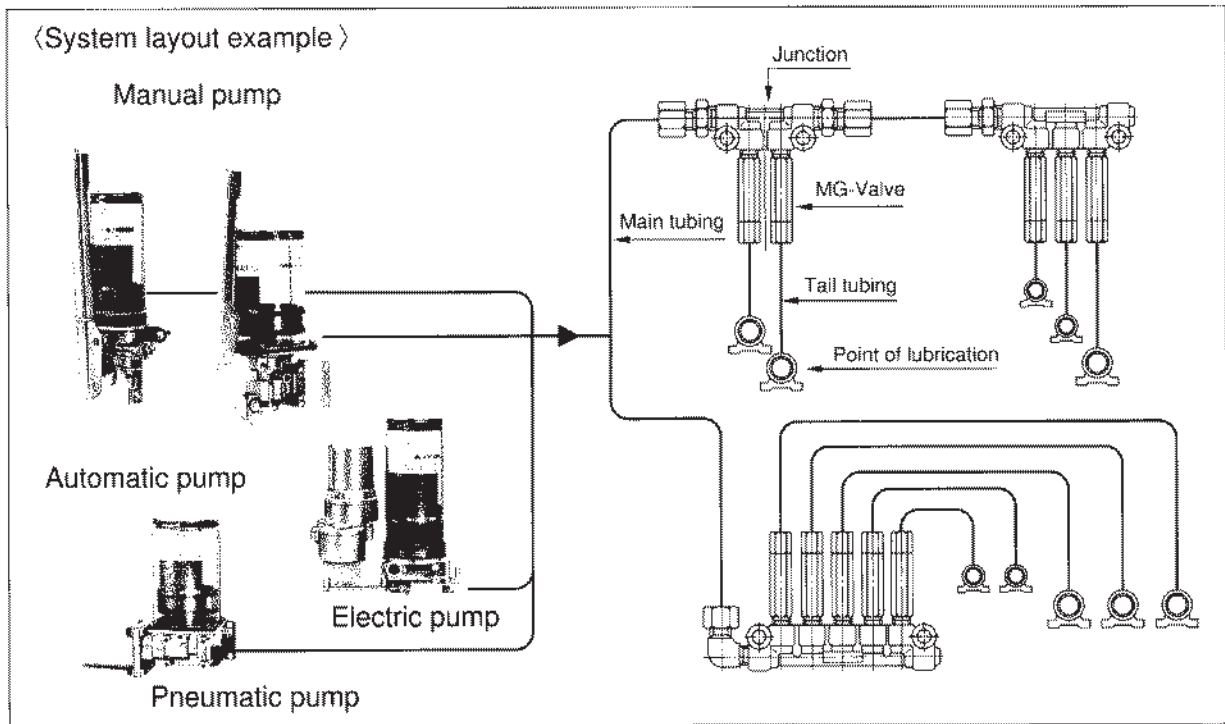 〈System layout example〉
Manual pump
Junction
MG-Valve
Main tubing
Tail tubing
Point of lubrication
Automatic pump
Electric pump
Pneumatic pump